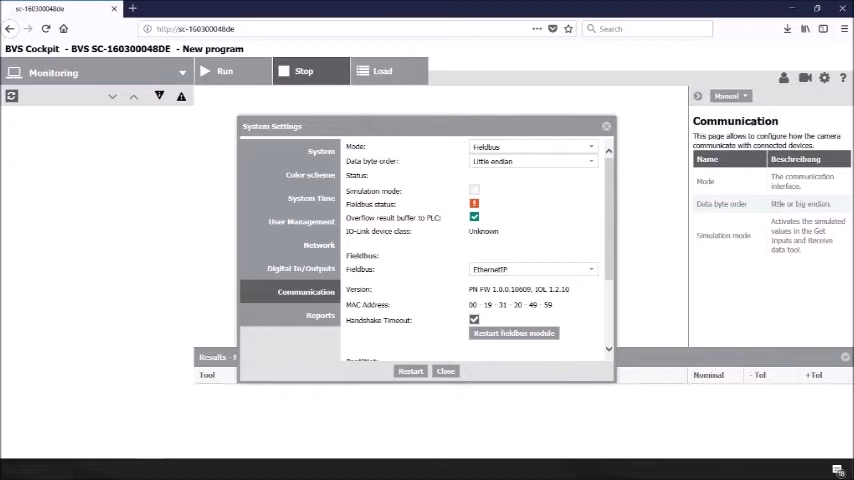 sc-160300048de
http://sc-160300048de
Search
BVS Cockpit - BVS SC-160300048DE - New program
Monitoring
Run
Stop
Load
Manual
System Settings
System
Color scheme
System Time
User Management
Network
Digital In/Outputs
Communication
Reports
Mode: Fieldbus
Data byte order: Little endian
Status:
Simulation mode:
Fieldbus status:
Overflow result buffer to PLC:
IO-Link device class: Unknown
Fieldbus:
Fieldbus: EthernetIP
Version: PN FW 1.0.0.10609, IOL 1.2.10
MAC Address: 00 - 19 - 31 - 20 - 49 - 59
Handshake Timeout:
Restart fieldbus module
Restart
Close
Communication
This page allows to configure how the camera
communicate with connected devices.
Name Beschreibung
Mode The communication
interface.
Data byte order little or big endian.
Simulation mode Activates the simulated
values in the Get
Inputs and Receive
data tool.
Results - N
Tool Nominal - Tol +Tol
18